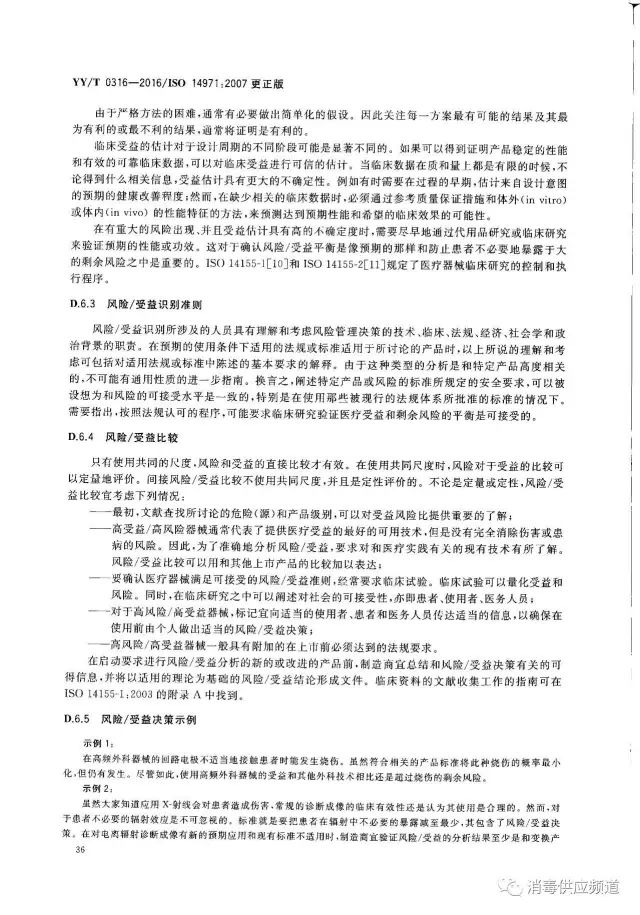 YY/T 0316—2016/ISO 14971:2007 更正版
由于严格方法的困难,通常有必要做出简单化的假设。因此关注每一方案最有可能的结果及其最
为有利的或最不利的结果,通常将证明是有利的。
临床受益的估计对于设计周期的不同阶段可能是显著不同的。如果可以得到证明产品稳定的性能
和有效的可靠临床数据,可以对临床受益进行可信的估计。当临床数据在质和量上都是有限的时候,不
论得到什么相关信息,受益估计具有更大的不确定性。例如有时需要在过程的早期,估计来自设计意图
的预期的健康改善程度;然而,在缺少相关的临床数据时,必须通过参考质量保证措施和体外(in vitro)
或体内(in vivo) 的性能特征的方法,来预测达到预期性能和希望的临床效果的可能性。
在有重大的风险出现、并且受益估计具有高的不确定度时,需要尽早地通过代用品研究或临床研究
来验证预期的性能或功效。这对于确认风险/受益平衡是像预期的那样和防止患者不必要地暴露于大
的剩余风险之中是重要的。ISO 14155-1[10]和 ISO 14155-2[11]规定了医疗器械临床研究的控制和执
行程序。
D.6.3 风险/受益识别准则
风险/受益识别所涉及的人员具有理解和考虑风险管理决策的技术、临床、法规、经济、社会学和政
治背景的职责。在预期的使用条件下适用的法规或标准适用于所讨论的产品时,以上所说的理解和考
虑可包括对适用法规或标准中陈述的基本要求的解释。由于这种类型的分析是和特定产品高度相关
的,不可能有通用性质的进一步指南。换言之,阐述特定产品或风险的标准所规定的安全要求,可以被
设想为和风险的可接受水平是一致的,特别是在使用那些被现行的法规体系所批准的标准的情况下。
需要指出,按照法规认可的程序,可能要求临床研究验证医疗受益和剩余风险的平衡是可接受的。
D.6.4 风险/受益比较
只有使用共同的尺度,风险和受益的直接比较才有效。在使用共同尺度时,风险对于受益的比较可
以定量地评价。间接风险/受益比较不使用共同尺度,并且是定性评价的。不论是定量或定性,风险/受
益比较宜考虑下列情况:
——最初,文献查找所讨论的危险(源)和产品级别,可以对受益风险比提供重要的了解;
——高受益/高风险器械通常代表了提供医疗受益的最好的可用技术,但是没有完全消除伤害或患
病的风险。因此,为了准确地分析风险/受益,要求对和医疗实践有关的现有技术有所了解。
风险/受益比较可以用和其他上市产品的比较加以表达;
——要确认医疗器械满足可接受的风险/受益准则,经常要求临床试验。临床试验可以量化受益和
风险。同时,在临床研究之中可以阐述对社会的可接受性,亦即患者、使用者、医务人员;
——对于高风险/高受益器械,标记宜向适当的使用者、患者和医务人员传达适当的信息,以确保在
使用前由个人做出适当的风险/受益决策;
——高风险/高受益器械一般具有附加的在上市前必须达到的法规要求。
在启动要求进行风险/受益分析的新的或改进的产品前,制造商宜总结和风险/受益决策有关的可
得信息,并将以适用的理论为基础的风险/受益结论形成文件。临床资料的文献收集工作的指南可在
ISO 14155-1:2003 的附录 A 中找到。
D.6.5 风险/受益决策示例
示例 1:
在高频外科器械的回路电极不适当地接触患者时能发生烧伤。虽然符合相关的产品标准将此种烧伤的概率最小
化,但仍有发生。尽管如此,使用高频外科器械的受益和其他外科技术相比还是超过烧伤的剩余风险。
示例 2:
虽然大家知道应用 X-射线会对患者造成伤害,常规的诊断成像的临床有效性还是认为其使用是合理的。然而,对
于患者不必要的辐射效应是不可忽视的。标准就是要把患者在辐射中不必要的暴露减至最少,其包含了风险/受益决
策。在对电离辐射诊断成像有新的预期应用和现有标准不适用时,制造商宜验证风险/受益的分析结果至少是和变换产
36
消毒供应频道